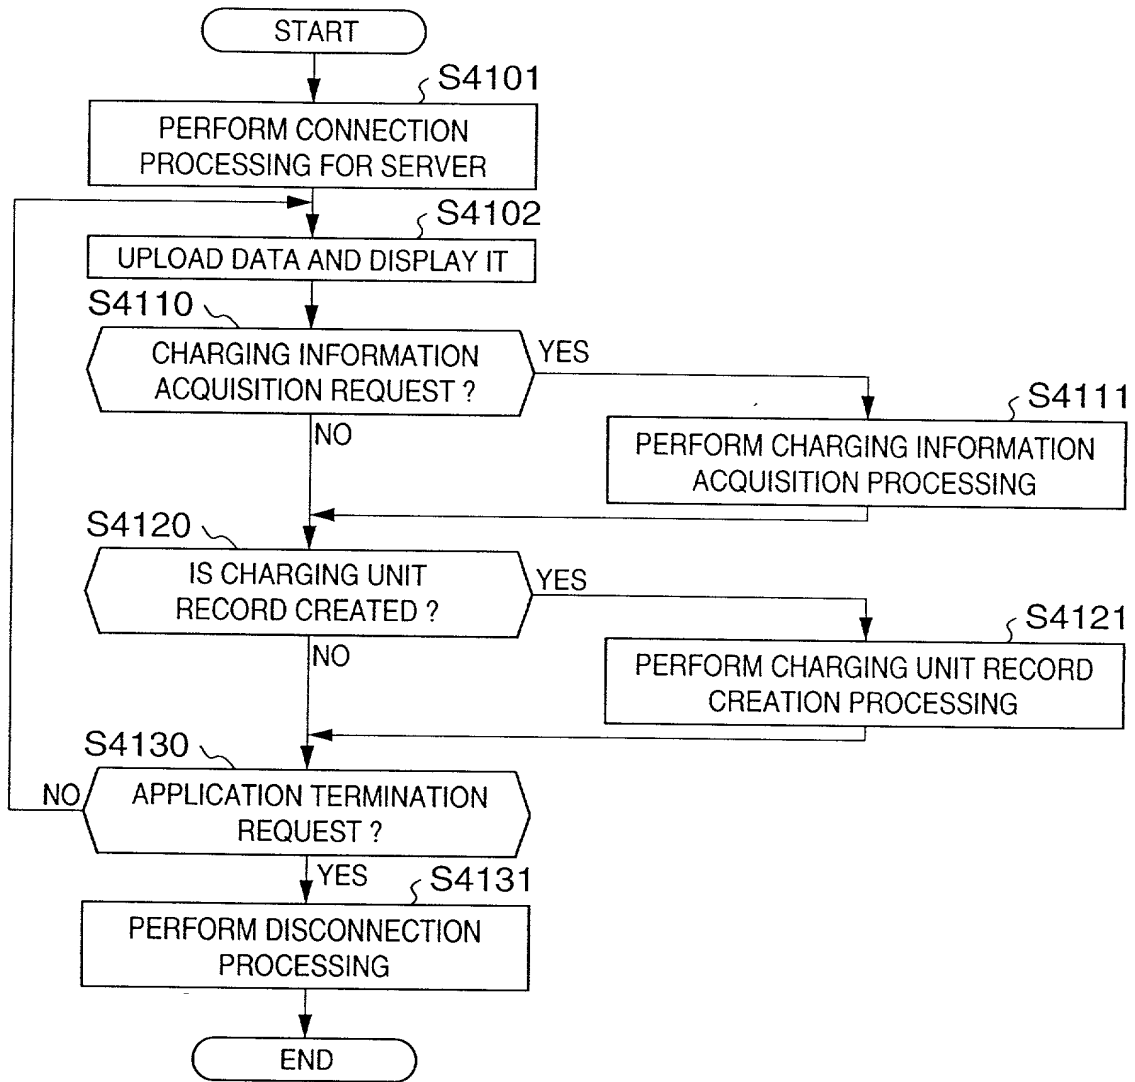 START
S4101
PERFORM CONNECTION
PROCESSING FOR SERVER
S4102
UPLOAD DATA AND DISPLAY IT
S4110
CHARGING INFORMATION
ACQUISITION REQUEST ?
YES
NO
S4111
PERFORM CHARGING INFORMATION
ACQUISITION PROCESSING
S4120
IS CHARGING UNIT
RECORD CREATED ?
YES
NO
S4121
PERFORM CHARGING UNIT RECORD
CREATION PROCESSING
S4130
APPLICATION TERMINATION
REQUEST ?
NO
YES
S4131
PERFORM DISCONNECTION
PROCESSING
END